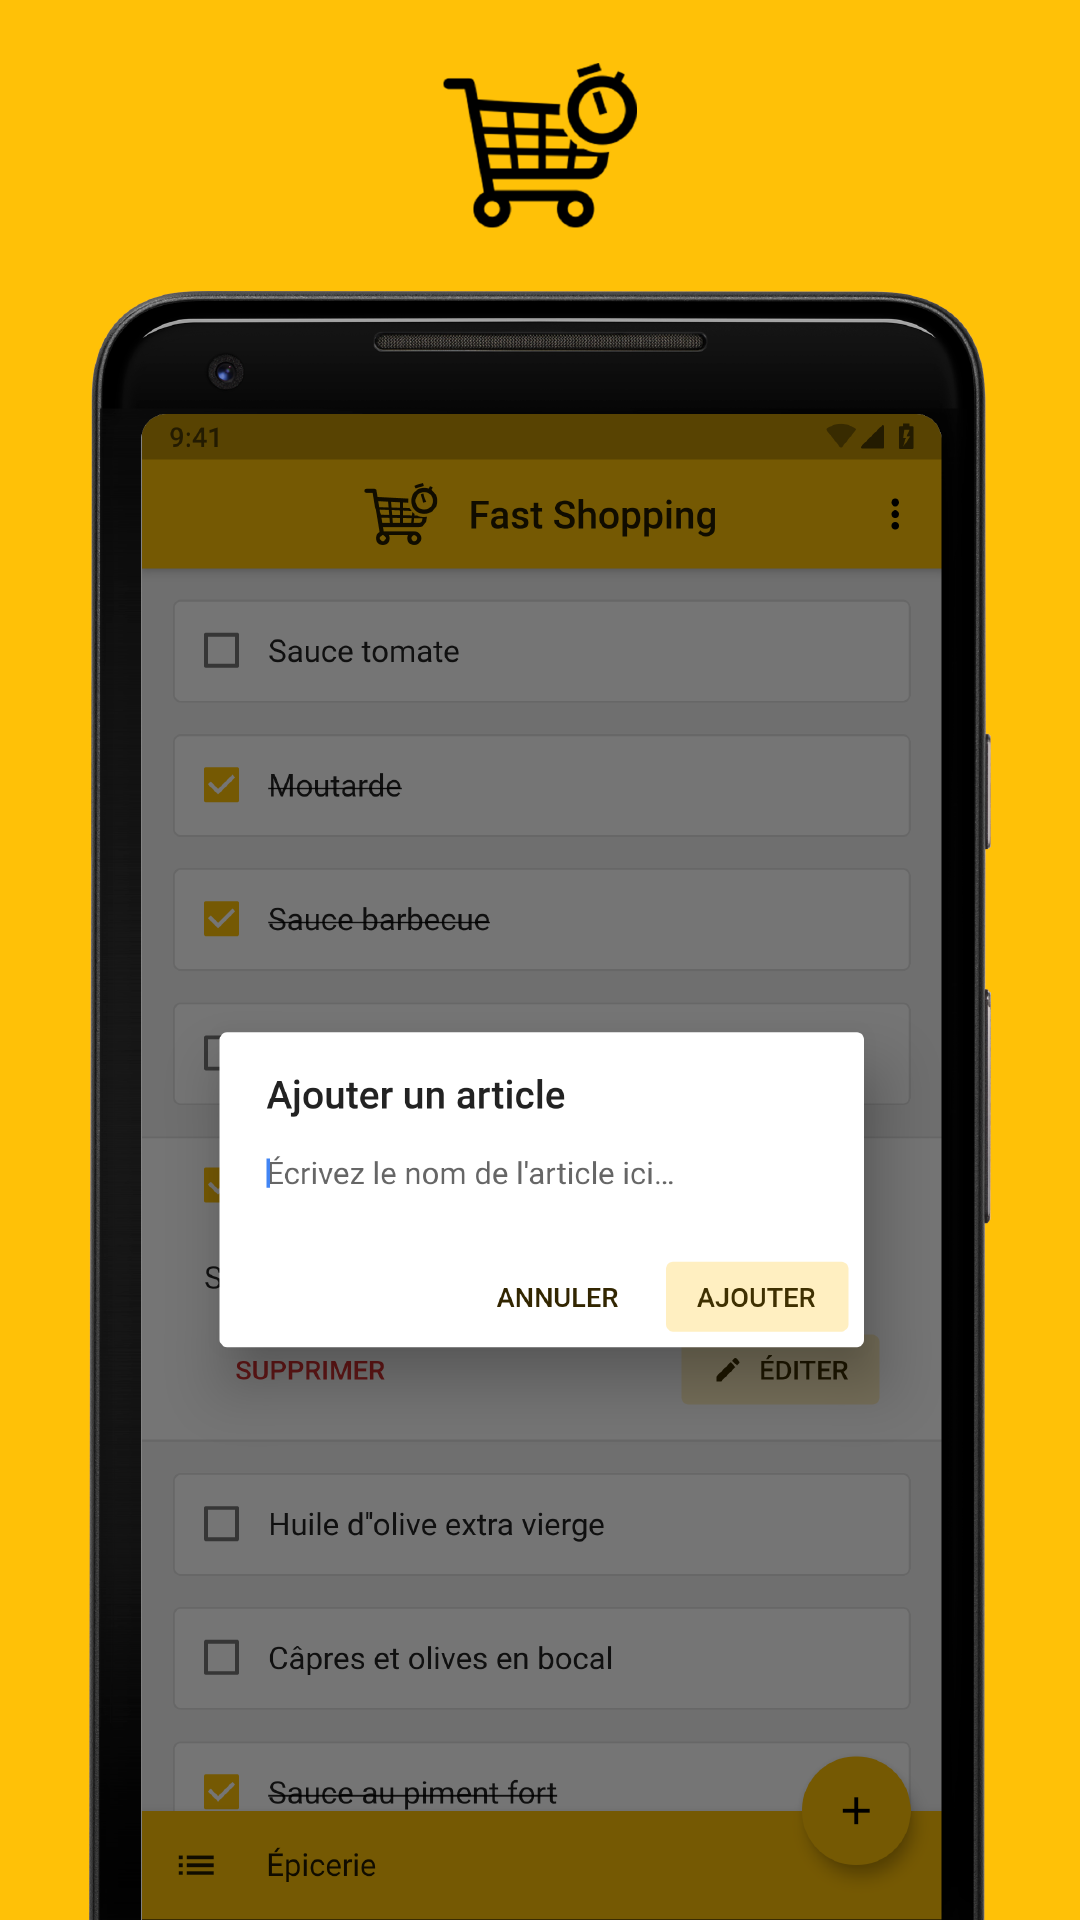 9:41
Fast Shopping
Sauce tomate
Moutarde
Sauce barbecue
Ajouter un article
Écrivez le nom de l'article ici...
ANNULER
AJOUTER
S
SUPPRIMER
ÉDITER
Huile d"olive extra vierge
Câpres et olives en bocal
Sauce au piment fort
Épicerie